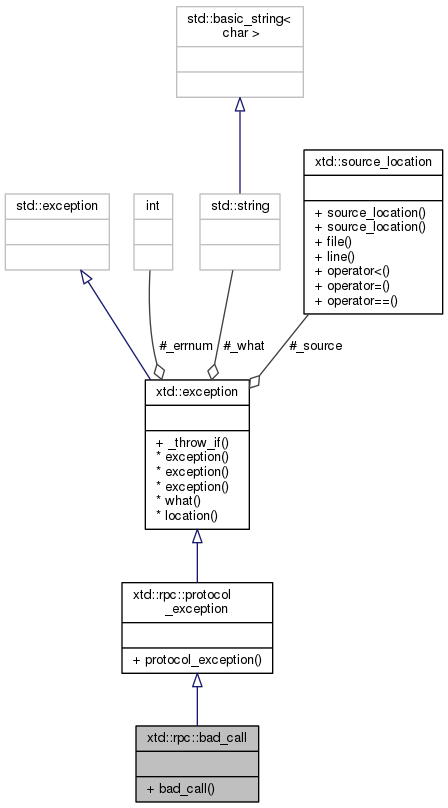 std::basic_string<
char >
xtd::source_location
+ source_location()
+ source_location()
+ file()
+ line()
+ operator<()
+ operator=()
+ operator==()
std::exception
int
std::string
#_errnum
#_what
#_source
xtd::exception
+ _throw_if()
* exception()
* exception()
* exception()
* what()
* location()
xtd::rpc::protocol
_exception
+ protocol_exception()
xtd::rpc::bad_call
+ bad_call()